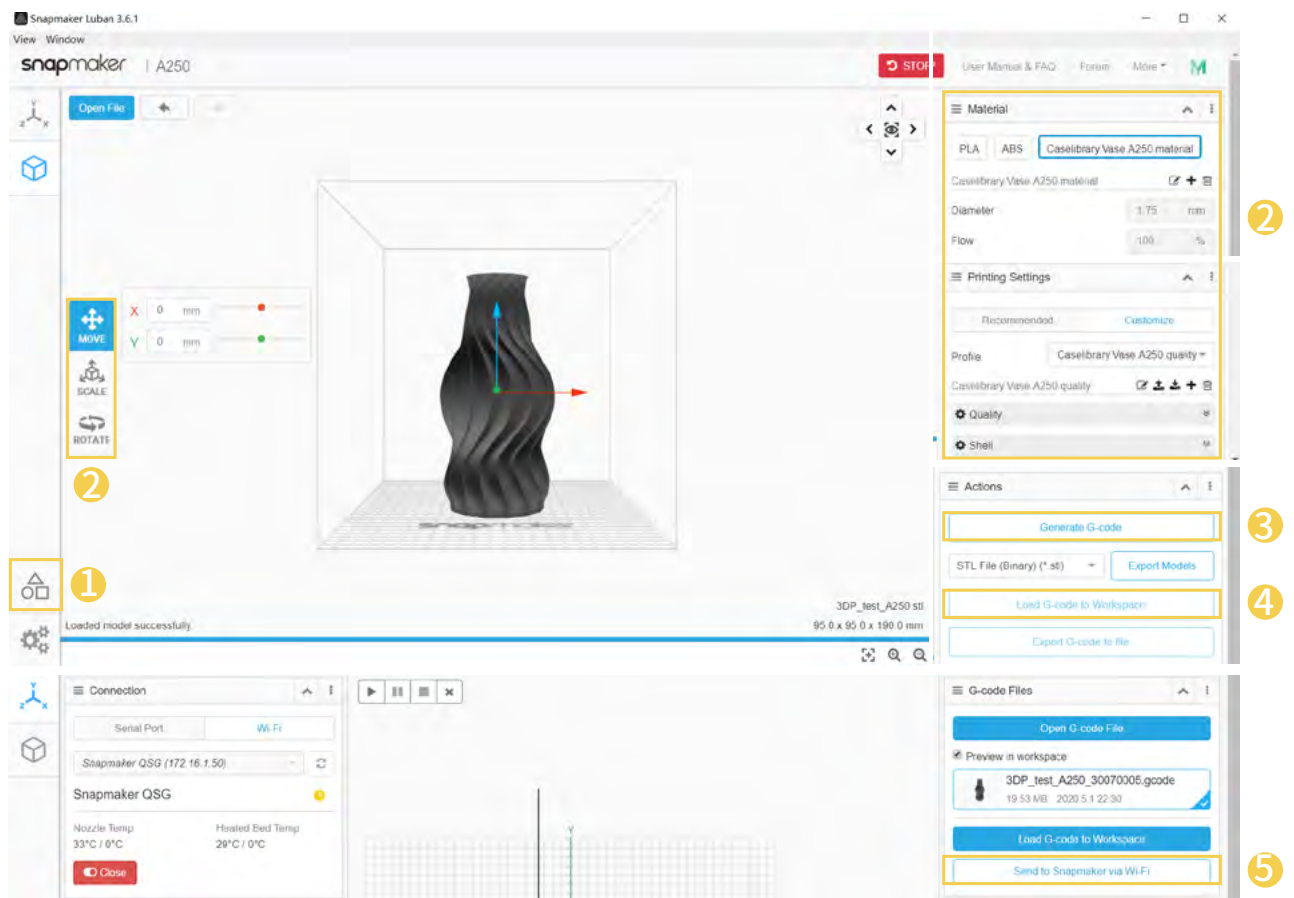 Snapmaker Luban 3.6.1
View Window
snapmaker | A250
STOP
User Manual & FAQ Forum More
Open File
Material
PLA ABS Caselibrary Vase A250 material
Caselibrary Vase A250 material
Diameter 1.75 mm
Flow 100 %
2
Printing Settings
Recommended Customize
Profile Caselibrary Vase A250 quality
Caselibrary Vase A250 quality
Quality
Shell
Y
Z X
MOVE
SCALE
ROTATE
X 0 mm
Y 0 mm
2
snapmaker
1
Loaded model successfully.
3DP_test_A250.stl
95.0 x 95.0 x 190.0 mm
Actions
Generate G-code
3
STL File (Binary) (*.stl) Export Models
Load G-code to Workspace
4
Export G-code to file
Y
Z X
Connection
Serial Port Wi-Fi
Snapmaker QSG (172.16.1.50)
Snapmaker QSG
Nozzle Temp Heated Bed Temp
33°C / 0°C 29°C / 0°C
Close
Y
G-code Files
Open G-code File
Preview in workspace
3DP_test_A250_30070005.gcode
19.53 MB 2020.5.1 22:30
Load G-code to Workspace
Send to Snapmaker via Wi-Fi
5